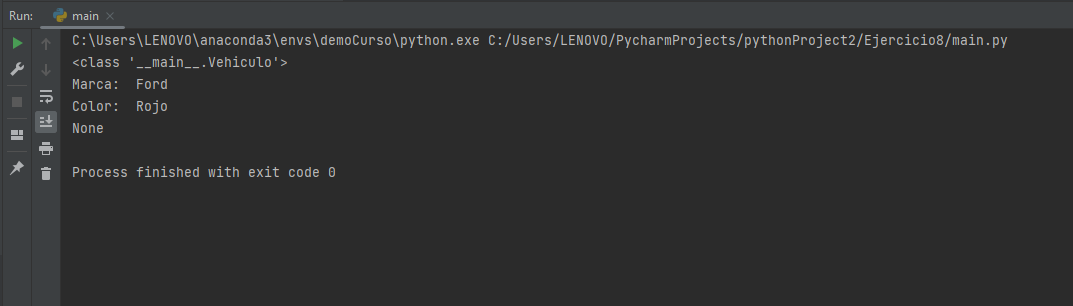 Run: main
C:\Users\LENOVO\anaconda3\envs\demoCurso\python.exe C:/Users/LENOVO/PycharmProjects/pythonProject2/Ejercicio8/main.py
<class '__main__.Vehiculo'>
Marca:  Ford
Color:  Rojo
None
Process finished with exit code 0